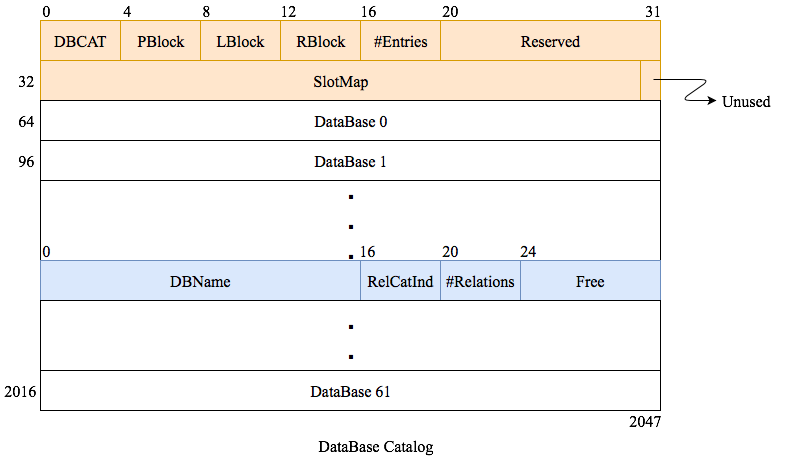 0 4 8 12 16 20 31
DBCAT PBlock LBlock RBlock #Entries Reserved
32 SlotMap
Unused
64 DataBase 0
96 DataBase 1
0 16 20 24
DBName RelCatInd #Relations Free
2016 DataBase 61
2047
DataBase Catalog